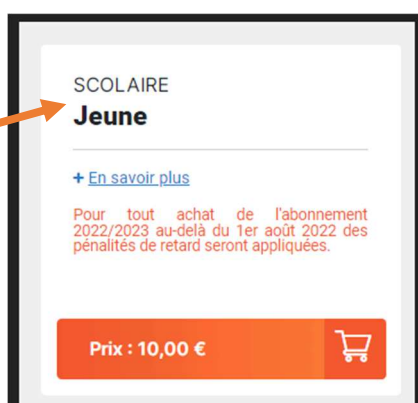 SCOLAIRE
Jeune
+ En savoir plus
Pour tout achat de l'abonnement
2022/2023 au-delà du 1er août 2022 des
pénalités de retard seront appliquées.
Prix : 10,00 €